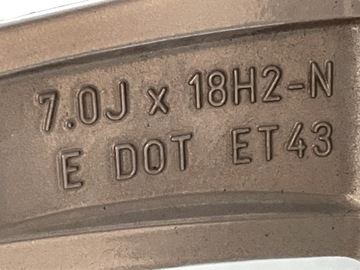 7.0J x 18H2-N
E DOT ET43